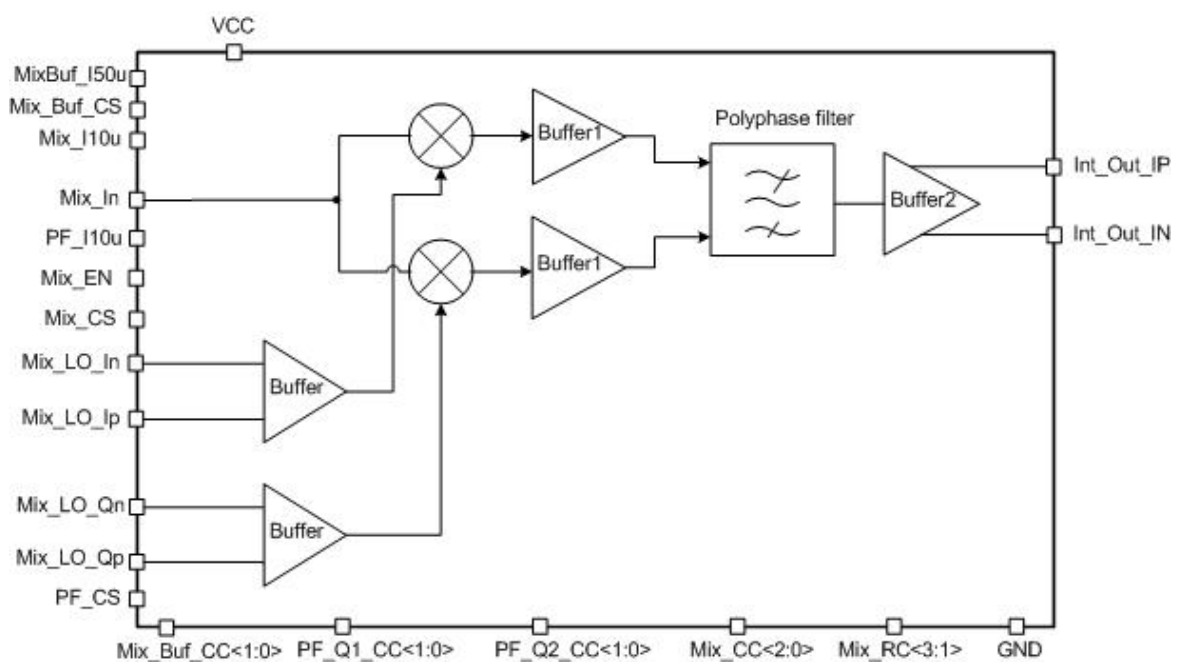 VCC
MixBuf_I50u
Mix_Buf_CS
Mix_I10u
Mix_In
PF_I10u
Mix_EN
Mix_CS
Mix_LO_In
Mix_LO_Ip
Mix_LO_Qn
Mix_LO_Qp
PF_CS
Buffer
Buffer
Buffer1
Buffer1
Polyphase filter
Buffer2
Int_Out_IP
Int_Out_IN
Mix_Buf_CC<1:0>
PF_Q1_CC<1:0>
PF_Q2_CC<1:0>
Mix_CC<2:0>
Mix_RC<3:1>
GND